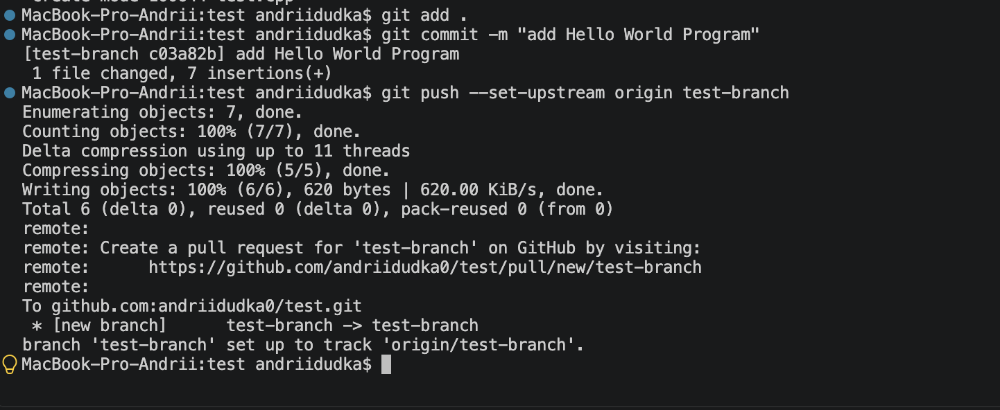 MacBook-Pro-Andrii:test andriidudka$ git add .
MacBook-Pro-Andrii:test andriidudka$ git commit -m "add Hello World Program"
[test-branch c03a82b] add Hello World Program
 1 file changed, 7 insertions(+)
MacBook-Pro-Andrii:test andriidudka$ git push --set-upstream origin test-branch
Enumerating objects: 7, done.
Counting objects: 100% (7/7), done.
Delta compression using up to 11 threads
Compressing objects: 100% (5/5), done.
Writing objects: 100% (6/6), 620 bytes | 620.00 KiB/s, done.
Total 6 (delta 0), reused 0 (delta 0), pack-reused 0 (from 0)
remote:
remote: Create a pull request for 'test-branch' on GitHub by visiting:
remote:      https://github.com/andriidudka0/test/pull/new/test-branch
remote:
To github.com:andriidudka0/test.git
 * [new branch]      test-branch -> test-branch
branch 'test-branch' set up to track 'origin/test-branch'.
MacBook-Pro-Andrii:test andriidudka$